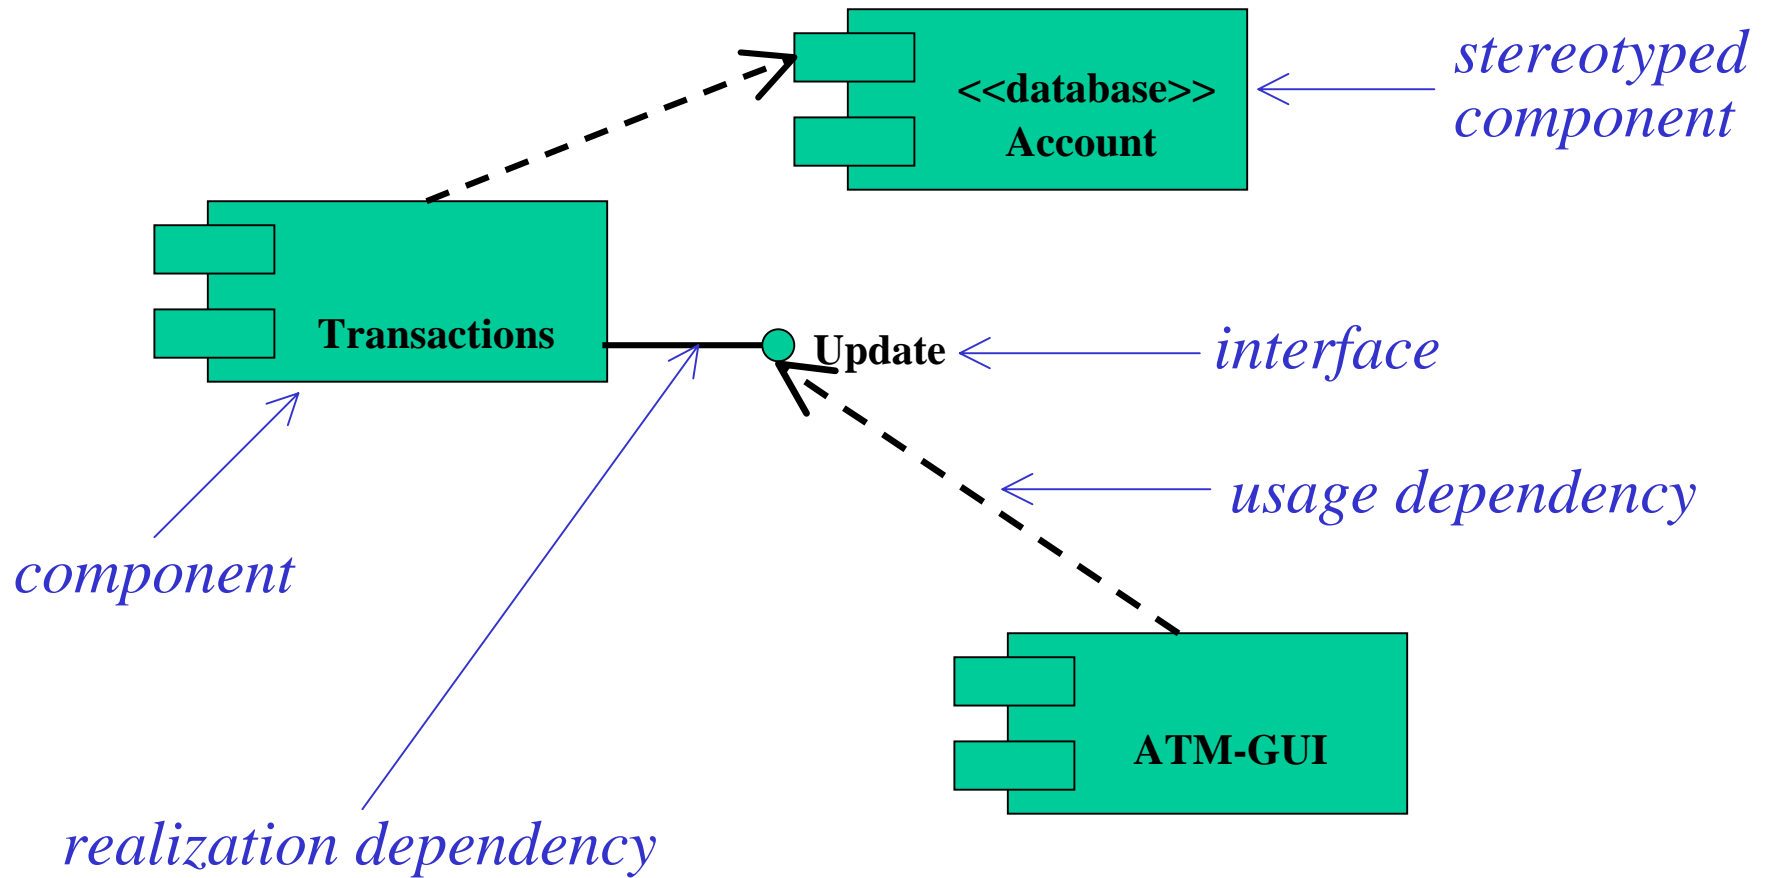 <<database>>
Account
stereotyped
component
Transactions
Update
interface
usage dependency
component
ATM-GUI
realization dependency